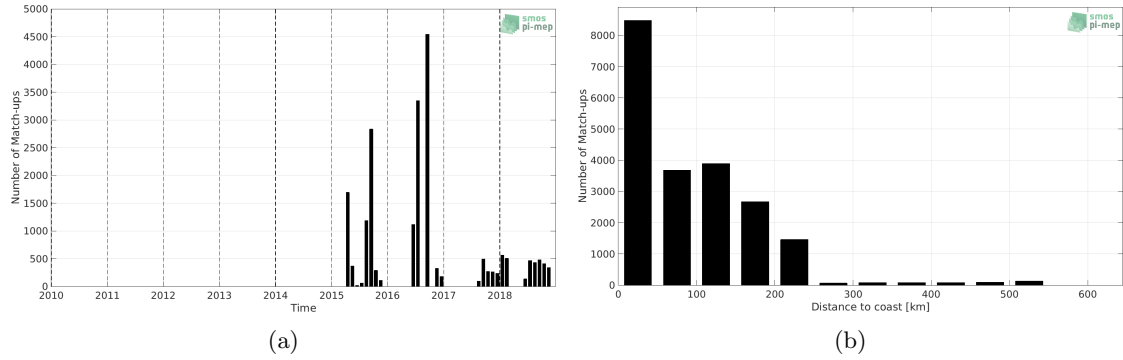 smos
pi-mep
5000
4500
4000
3500
3000
2500
2000
1500
1000
500
0
Number of Match-ups
2010 2011 2012 2013 2014 2015 2016 2017 2018
Time
(a)
smos
pi-mep
8000
7000
6000
5000
4000
3000
2000
1000
0
Number of Match-ups
0 100 200 300 400 500 600
Distance to coast [km]
(b)